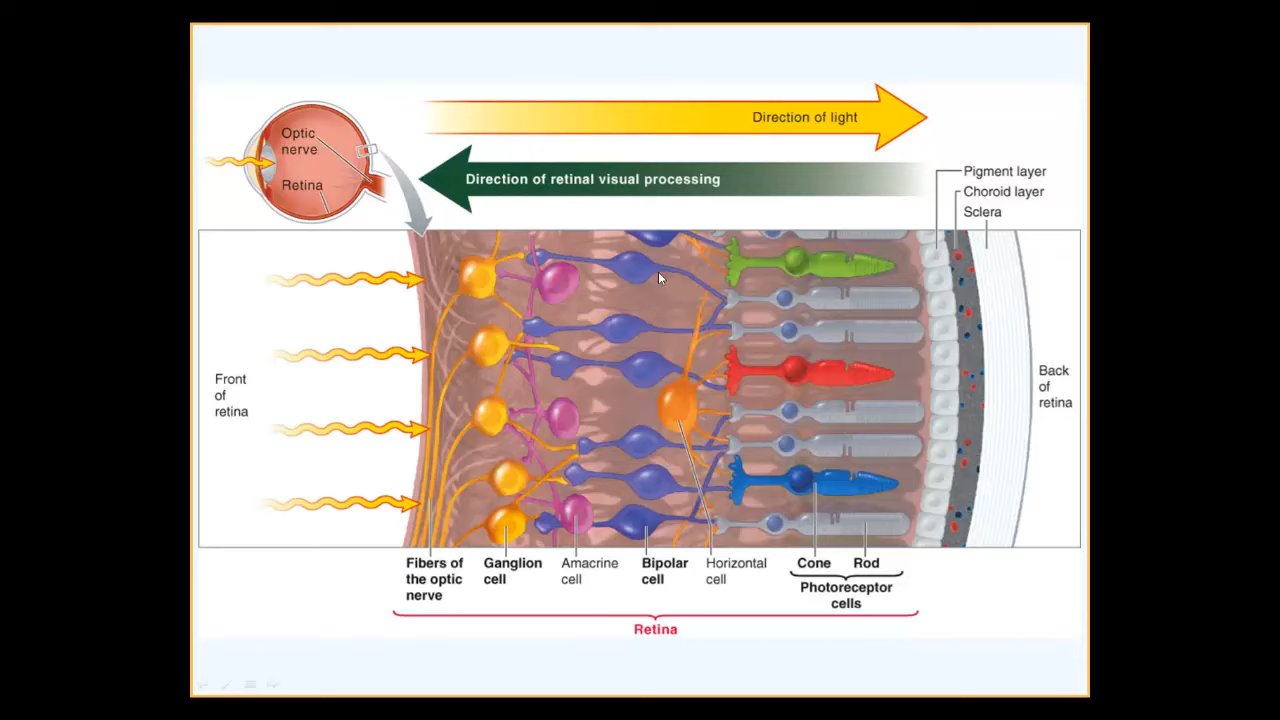 Direction of light
Optic
nerve
Retina
Direction of retinal visual processing
Pigment layer
Choroid layer
Sclera
Front
of
retina
Back
of
retina
Fibers of
the optic
nerve
Ganglion
cell
Amacrine
cell
Bipolar
cell
Horizontal
cell
Cone
Rod
Photoreceptor
cells
Retina